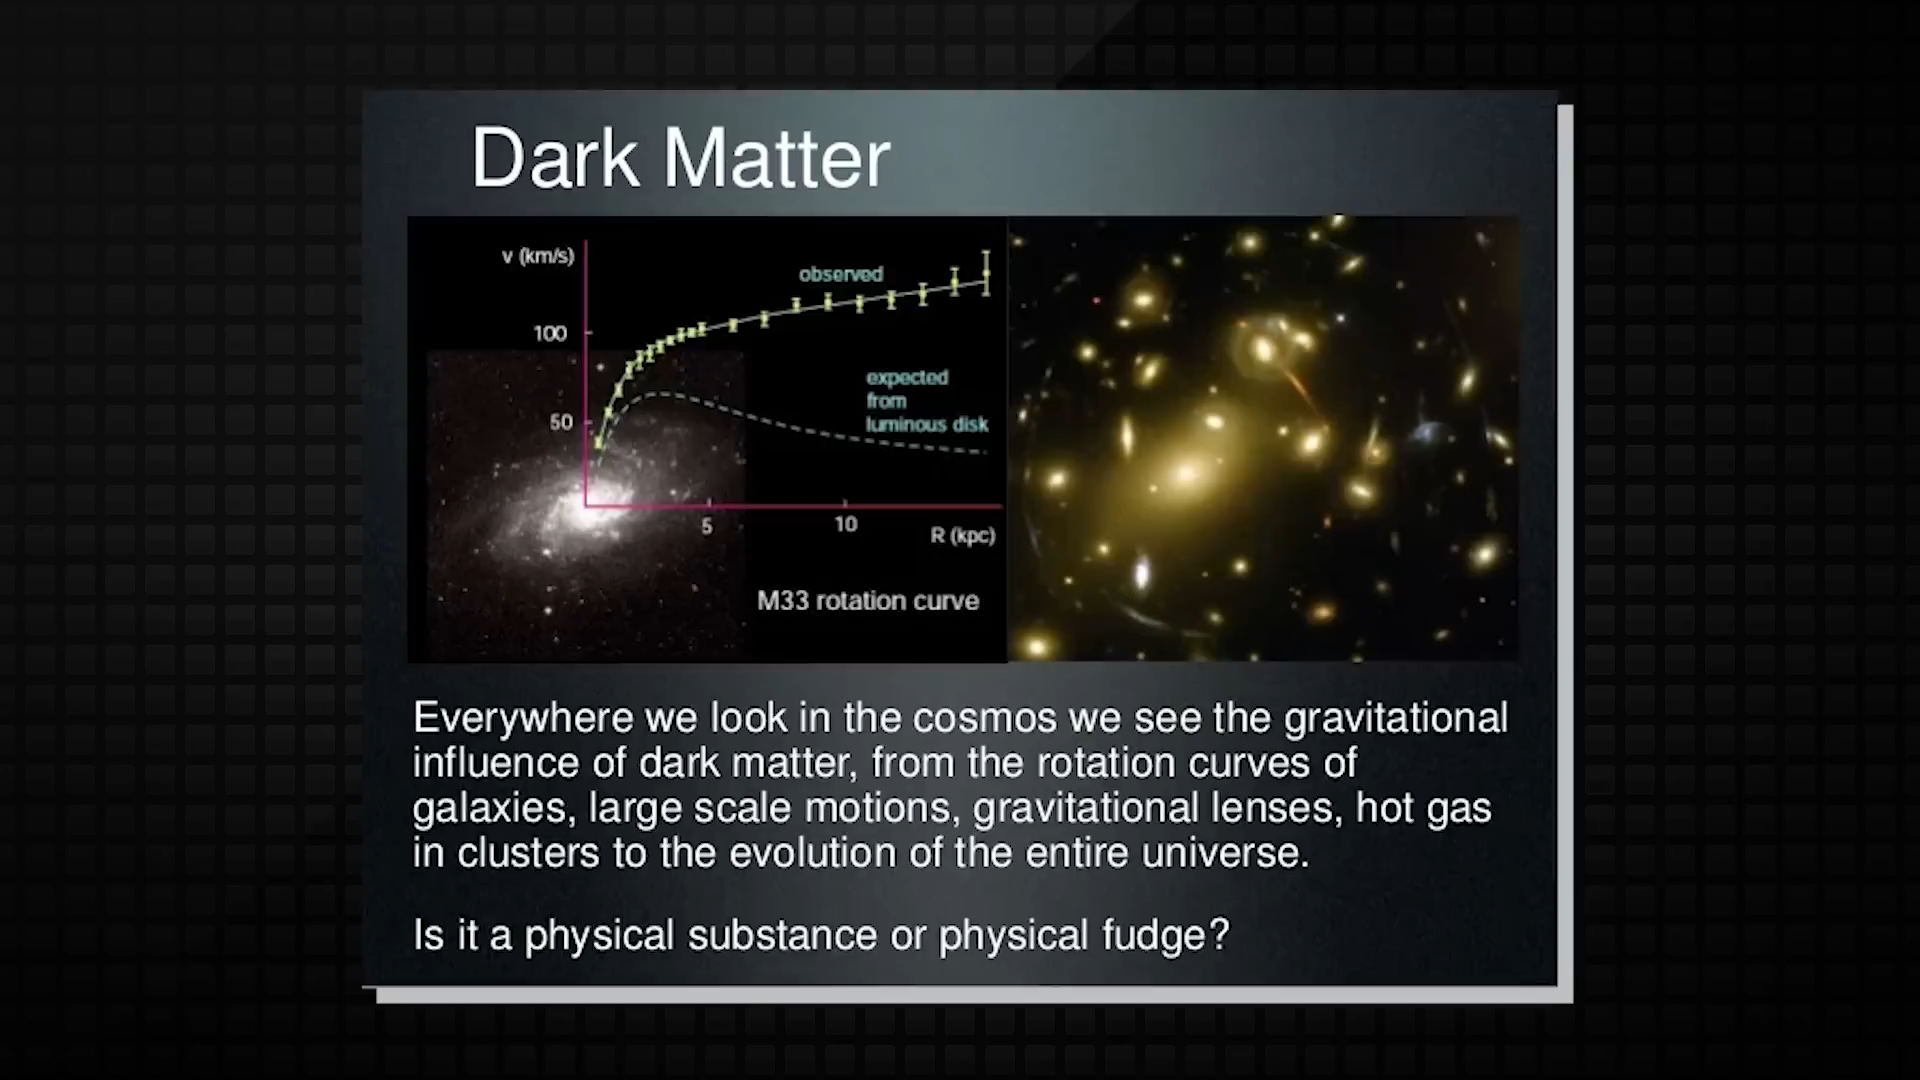 Dark Matter
v (km/s)
observed
100
expected
from
luminous disk
50
5
10
R (kpc)
M33 rotation curve
Everywhere we look in the cosmos we see the gravitational
influence of dark matter, from the rotation curves of
galaxies, large scale motions, gravitational lenses, hot gas
in clusters to the evolution of the entire universe.
Is it a physical substance or physical fudge?